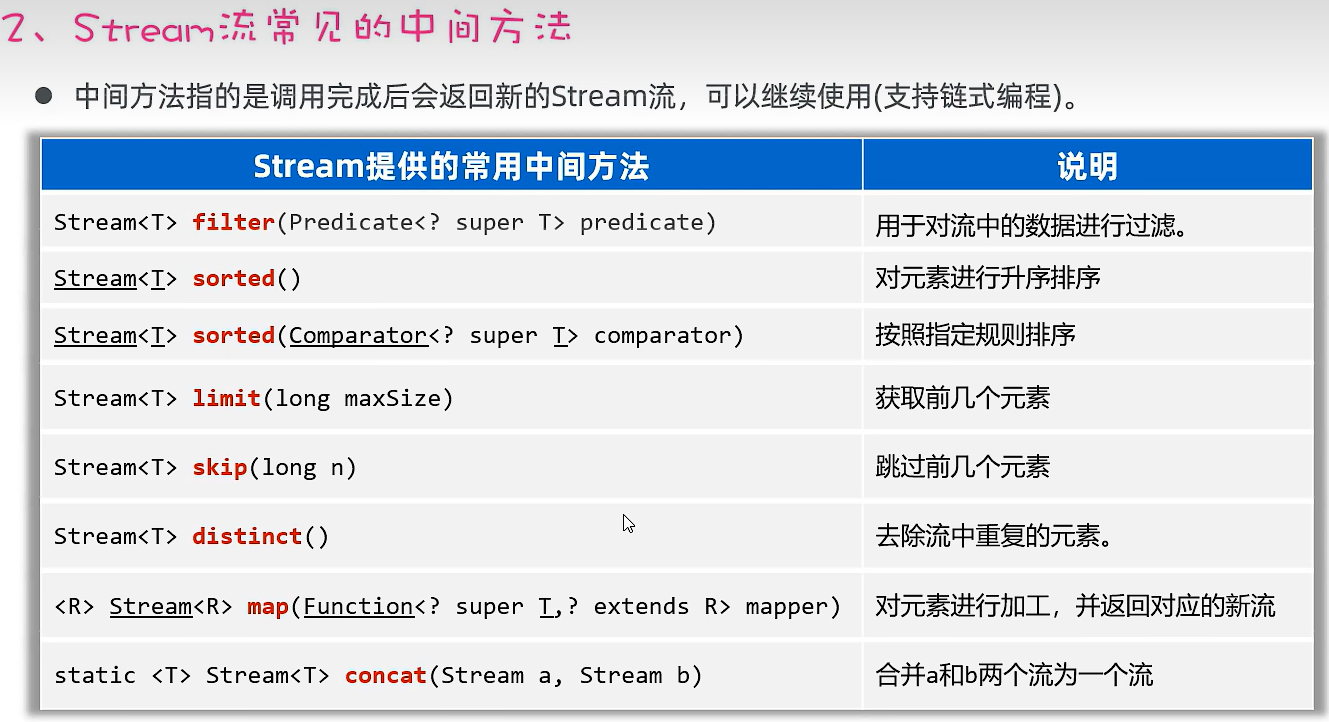 2、Stream流常见的中间方法
● 中间方法指的是调用完成后会返回新的Stream流，可以继续使用(支持链式编程)。
Stream提供的常用中间方法 说明
Stream<T> filter(Predicate<? super T> predicate) 用于对流中的数据进行过滤。
Stream<T> sorted() 对元素进行升序排序
Stream<T> sorted(Comparator<? super T> comparator) 按照指定规则排序
Stream<T> limit(long maxSize) 获取前几个元素
Stream<T> skip(long n) 跳过前几个元素
Stream<T> distinct() 去除流中重复的元素。
<R> Stream<R> map(Function<? super T,? extends R> mapper) 对元素进行加工，并返回对应的新流
static <T> Stream<T> concat(Stream a, Stream b) 合并a和b两个流为一个流